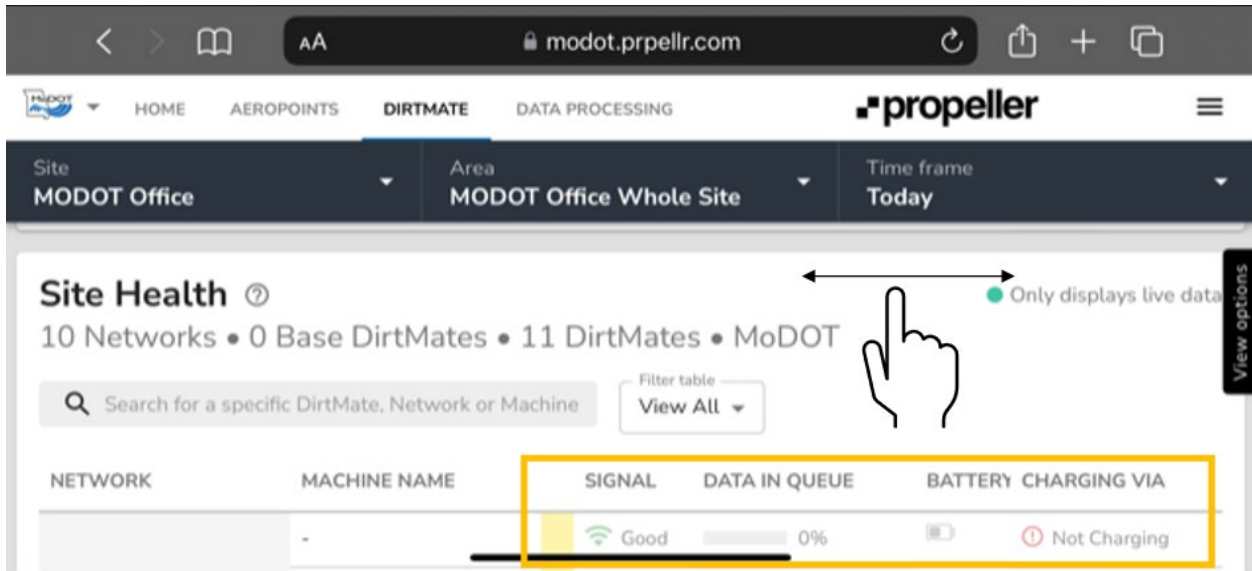 AA modot.prpellr.com
MoDOT HOME AEROPOINTS DIRTMATE DATA PROCESSING propeller
Site Area Time frame
MODOT Office MODOT Office Whole Site Today
Site Health ?
Only displays live data
View options
10 Networks • 0 Base DirtMates • 11 DirtMates • MoDOT
Filter table
Search for a specific DirtMate, Network or Machine View All
NETWORK MACHINE NAME SIGNAL DATA IN QUEUE BATTERY CHARGING VIA
- Good 0% Not Charging